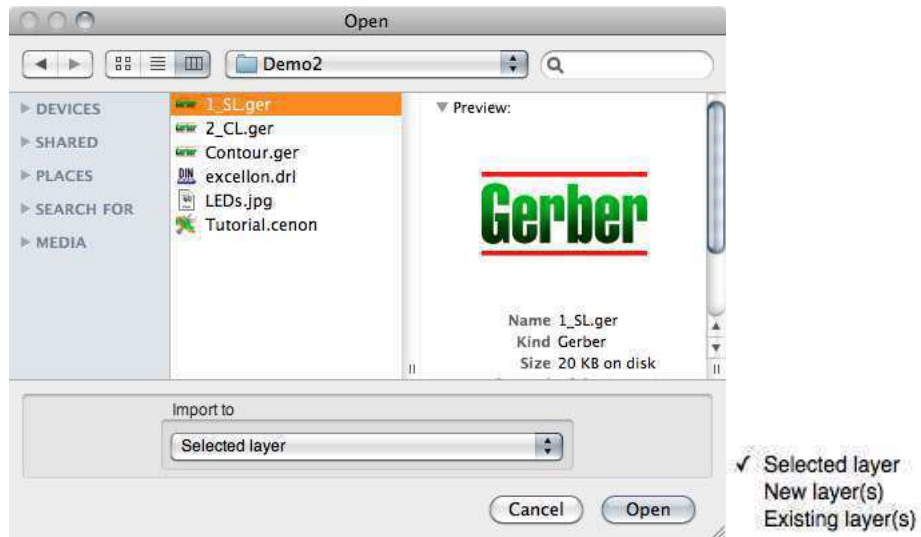 Open
Demo2
DEVICES
SHARED
PLACES
SEARCH FOR
MEDIA
1_SL.ger
2_CL.ger
Contour.ger
excellon.drl
LEDs.jpg
Tutorial.cenon
Preview:
Gerber
Name 1_SL.ger
Kind Gerber
Size 20 KB on disk
Import to
Selected layer
Cancel
Open
✓ Selected layer
New layer(s)
Existing layer(s)